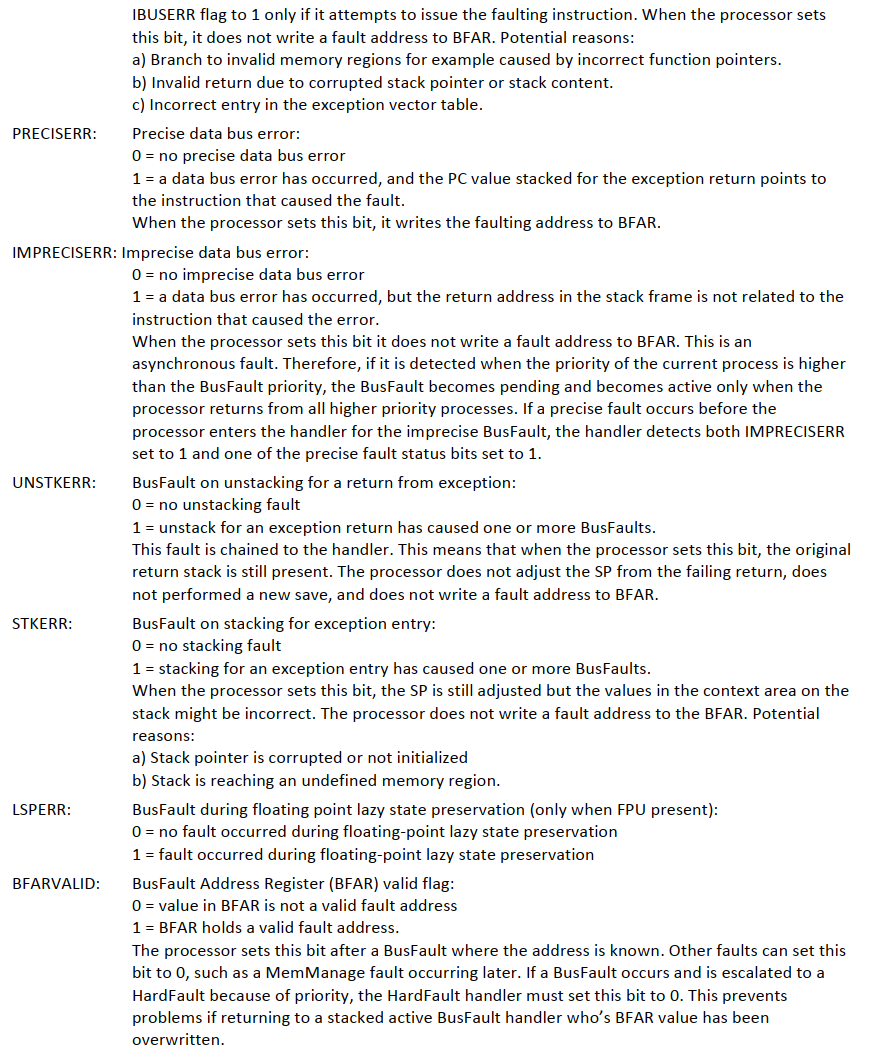 IBUSERR flag to 1 only if it attempts to issue the faulting instruction. When the processor sets
this bit, it does not write a fault address to BFAR. Potential reasons:
a) Branch to invalid memory regions for example caused by incorrect function pointers.
b) Invalid return due to corrupted stack pointer or stack content.
c) Incorrect entry in the exception vector table.
PRECISERR: Precise data bus error:
0 = no precise data bus error
1 = a data bus error has occurred, and the PC value stacked for the exception return points to
the instruction that caused the fault.
When the processor sets this bit, it writes the faulting address to BFAR.
IMPRECISERR: Imprecise data bus error:
0 = no imprecise data bus error
1 = a data bus error has occurred, but the return address in the stack frame is not related to the
instruction that caused the error.
When the processor sets this bit it does not write a fault address to BFAR. This is an
asynchronous fault. Therefore, if it is detected when the priority of the current process is higher
than the BusFault priority, the BusFault becomes pending and becomes active only when the
processor returns from all higher priority processes. If a precise fault occurs before the
processor enters the handler for the imprecise BusFault, the handler detects both IMPRECISERR
set to 1 and one of the precise fault status bits set to 1.
UNSTKERR: BusFault on unstacking for a return from exception:
0 = no unstacking fault
1 = unstack for an exception return has caused one or more BusFaults.
This fault is chained to the handler. This means that when the processor sets this bit, the original
return stack is still present. The processor does not adjust the SP from the failing return, does
not performed a new save, and does not write a fault address to BFAR.
STKERR: BusFault on stacking for exception entry:
0 = no stacking fault
1 = stacking for an exception entry has caused one or more BusFaults.
When the processor sets this bit, the SP is still adjusted but the values in the context area on the
stack might be incorrect. The processor does not write a fault address to the BFAR. Potential
reasons:
a) Stack pointer is corrupted or not initialized
b) Stack is reaching an undefined memory region.
LSPERR: BusFault during floating point lazy state preservation (only when FPU present):
0 = no fault occurred during floating-point lazy state preservation
1 = fault occurred during floating-point lazy state preservation
BFARVALID: BusFault Address Register (BFAR) valid flag:
0 = value in BFAR is not a valid fault address
1 = BFAR holds a valid fault address.
The processor sets this bit after a BusFault where the address is known. Other faults can set this
bit to 0, such as a MemManage fault occurring later. If a BusFault occurs and is escalated to a
HardFault because of priority, the HardFault handler must set this bit to 0. This prevents
problems if returning to a stacked active BusFault handler who's BFAR value has been
overwritten.